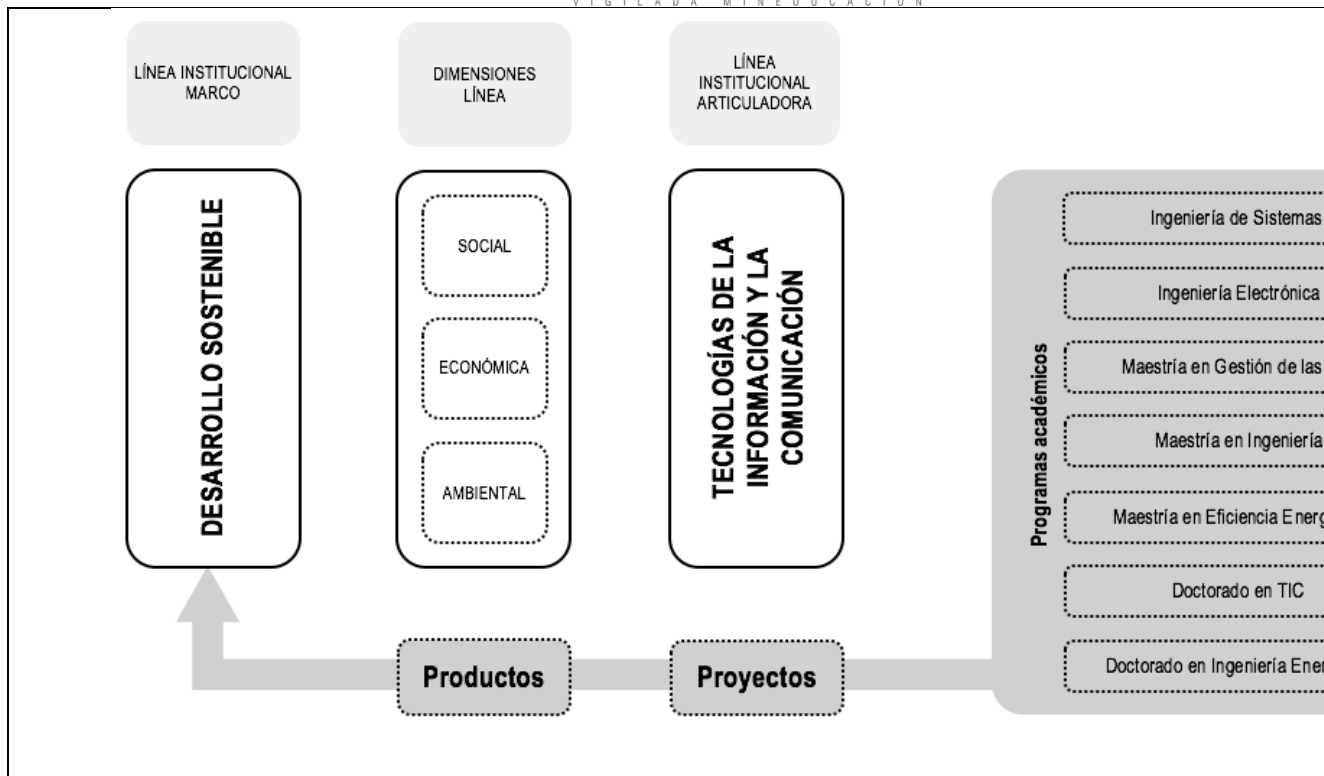 VIGILADA MINEDUCACIÓN
LÍNEA INSTITUCIONAL
MARCO
DIMENSIONES
LÍNEA
LÍNEA
INSTITUCIONAL
ARTICULADORA
DESARROLLO SOSTENIBLE
SOCIAL
ECONÓMICA
AMBIENTAL
TECNOLOGÍAS DE LA
INFORMACIÓN Y LA
COMUNICACIÓN
Programas académicos
Ingeniería de Sistemas
Ingeniería Electrónica
Maestría en Gestión de las
Maestría en Ingeniería
Maestría en Eficiencia
Doctorado en TIC
Doctorado en Ingeniería
Productos
Proyectos